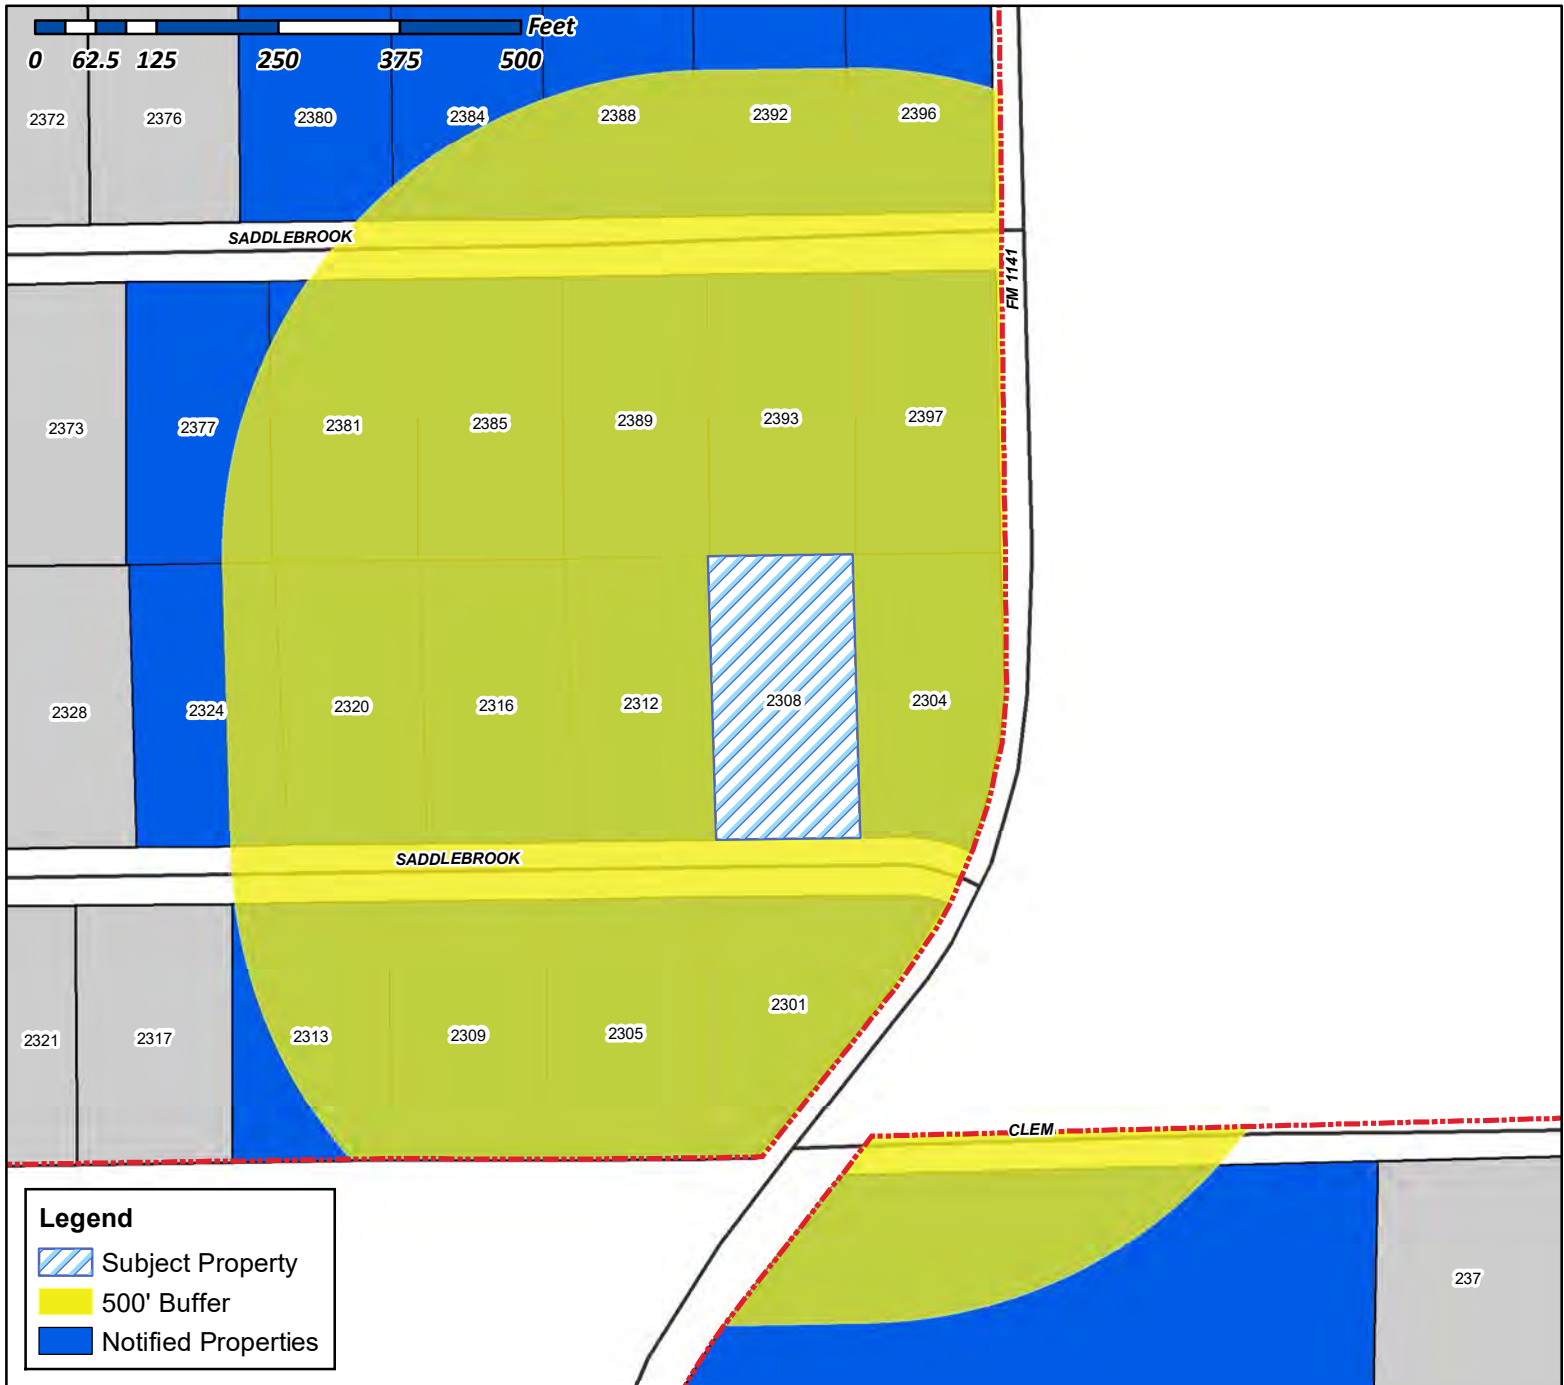 Feet
0 62.5 125 250 375 500
2372 2376 2380 2384 2388 2392 2396
SADDLEBROOK
FM 1141
2373 2377 2381 2385 2389 2393 2397
2328 2324 2320 2316 2312 2308 2304
SADDLEBROOK
2321 2317 2313 2309 2305 2301
CLEM
237
Legend
Subject Property
500' Buffer
Notified Properties